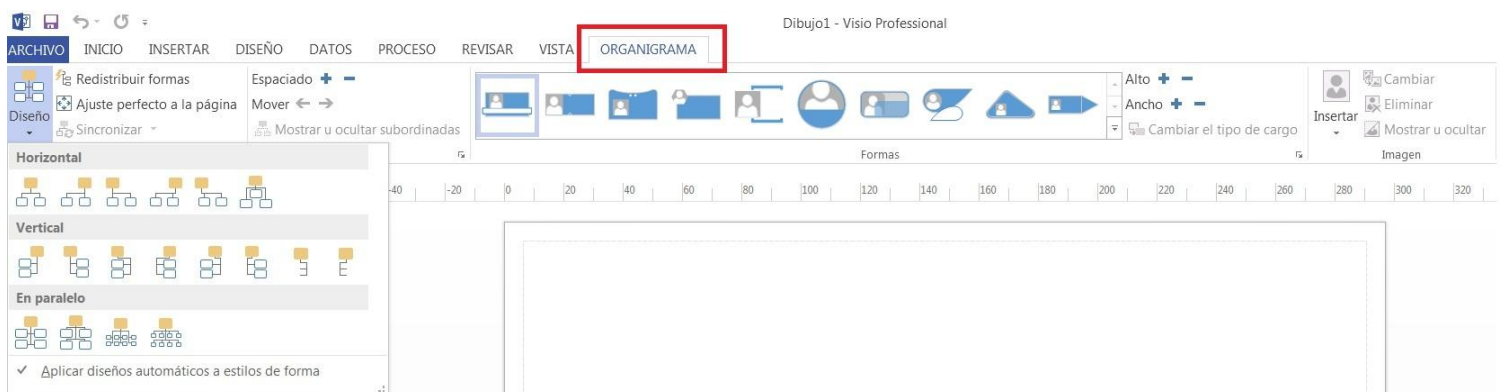 Dibujo1 - Visio Professional
ARCHIVO INICIO INSERTAR DISEÑO DATOS PROCESO REVISAR VISTA ORGANIGRAMA
Diseño
Redistribuir formas
Ajuste perfecto a la página
Sincronizar
Espaciado
Mover
Mostrar u ocultar subordinadas
Formas
Alto
Ancho
Cambiar el tipo de cargo
Insertar
Cambiar
Eliminar
Mostrar u ocultar
Imagen
Horizontal
Vertical
En paralelo
Aplicar diseños automáticos a estilos de forma
-40 -20 0 20 40 60 80 100 120 140 160 180 200 220 240 260 280 300 320